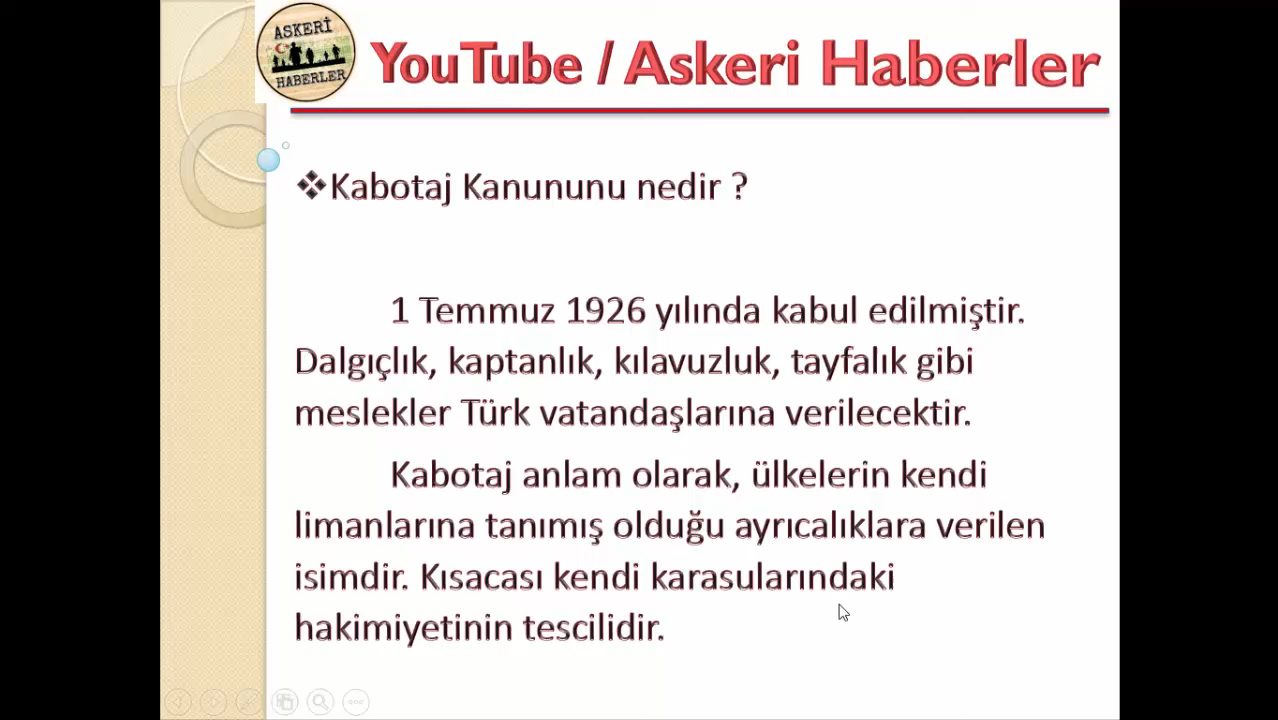 ASKERİ
HABERLER
YouTube / Askeri Haberler
❖Kabotaj Kanununu nedir ?
1 Temmuz 1926 yılında kabul edilmiştir.
Dalgıçlık, kaptanlık, kılavuzluk, tayfalık gibi
meslekler Türk vatandaşlarına verilecektir.
Kabotaj anlam olarak, ülkelerin kendi
limanlarına tanımış olduğu ayrıcalıklara verilen
isimdir. Kısacası kendi karasularındaki
hakimiyetinin tescilidir.